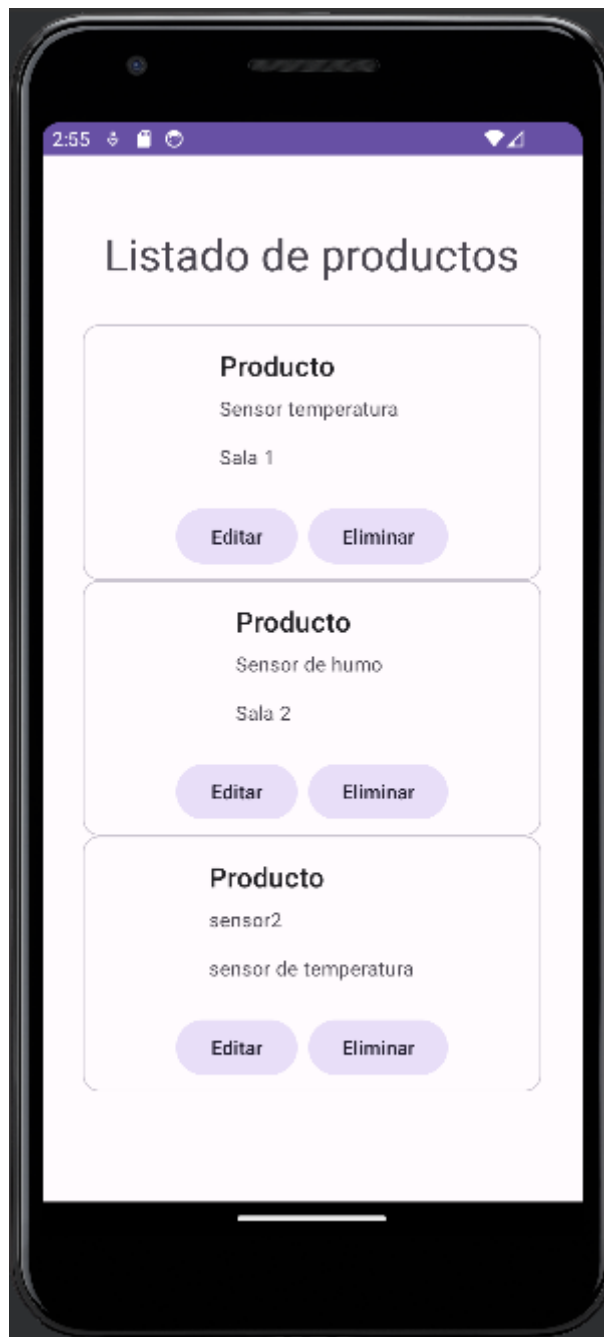 2:55
Listado de productos
Producto
Sensor temperatura
Sala 1
Editar Eliminar
Producto
Sensor de humo
Sala 2
Editar Eliminar
Producto
sensor2
sensor de temperatura
Editar Eliminar